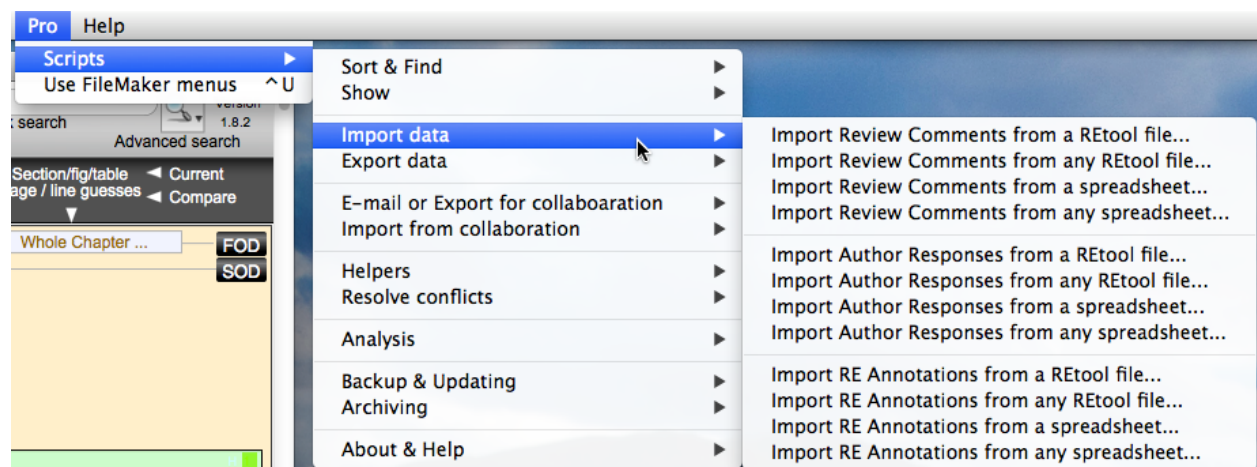 Pro Help
Scripts
Use FileMaker menus ^U
search
Version
1.8.2
Advanced search
Section/fig/table ◄ Current
age / line guesses ◄ Compare
Whole Chapter ...
FOD
SOD
Sort & Find
Show
Import data
Export data
E-mail or Export for collaboaration
Import from collaboration
Helpers
Resolve conflicts
Analysis
Backup & Updating
Archiving
About & Help
Import Review Comments from a REtool file...
Import Review Comments from any REtool file...
Import Review Comments from a spreadsheet...
Import Review Comments from any spreadsheet...
Import Author Responses from a REtool file...
Import Author Responses from any REtool file...
Import Author Responses from a spreadsheet...
Import Author Responses from any spreadsheet...
Import RE Annotations from a REtool file...
Import RE Annotations from any REtool file...
Import RE Annotations from a spreadsheet...
Import RE Annotations from any spreadsheet...